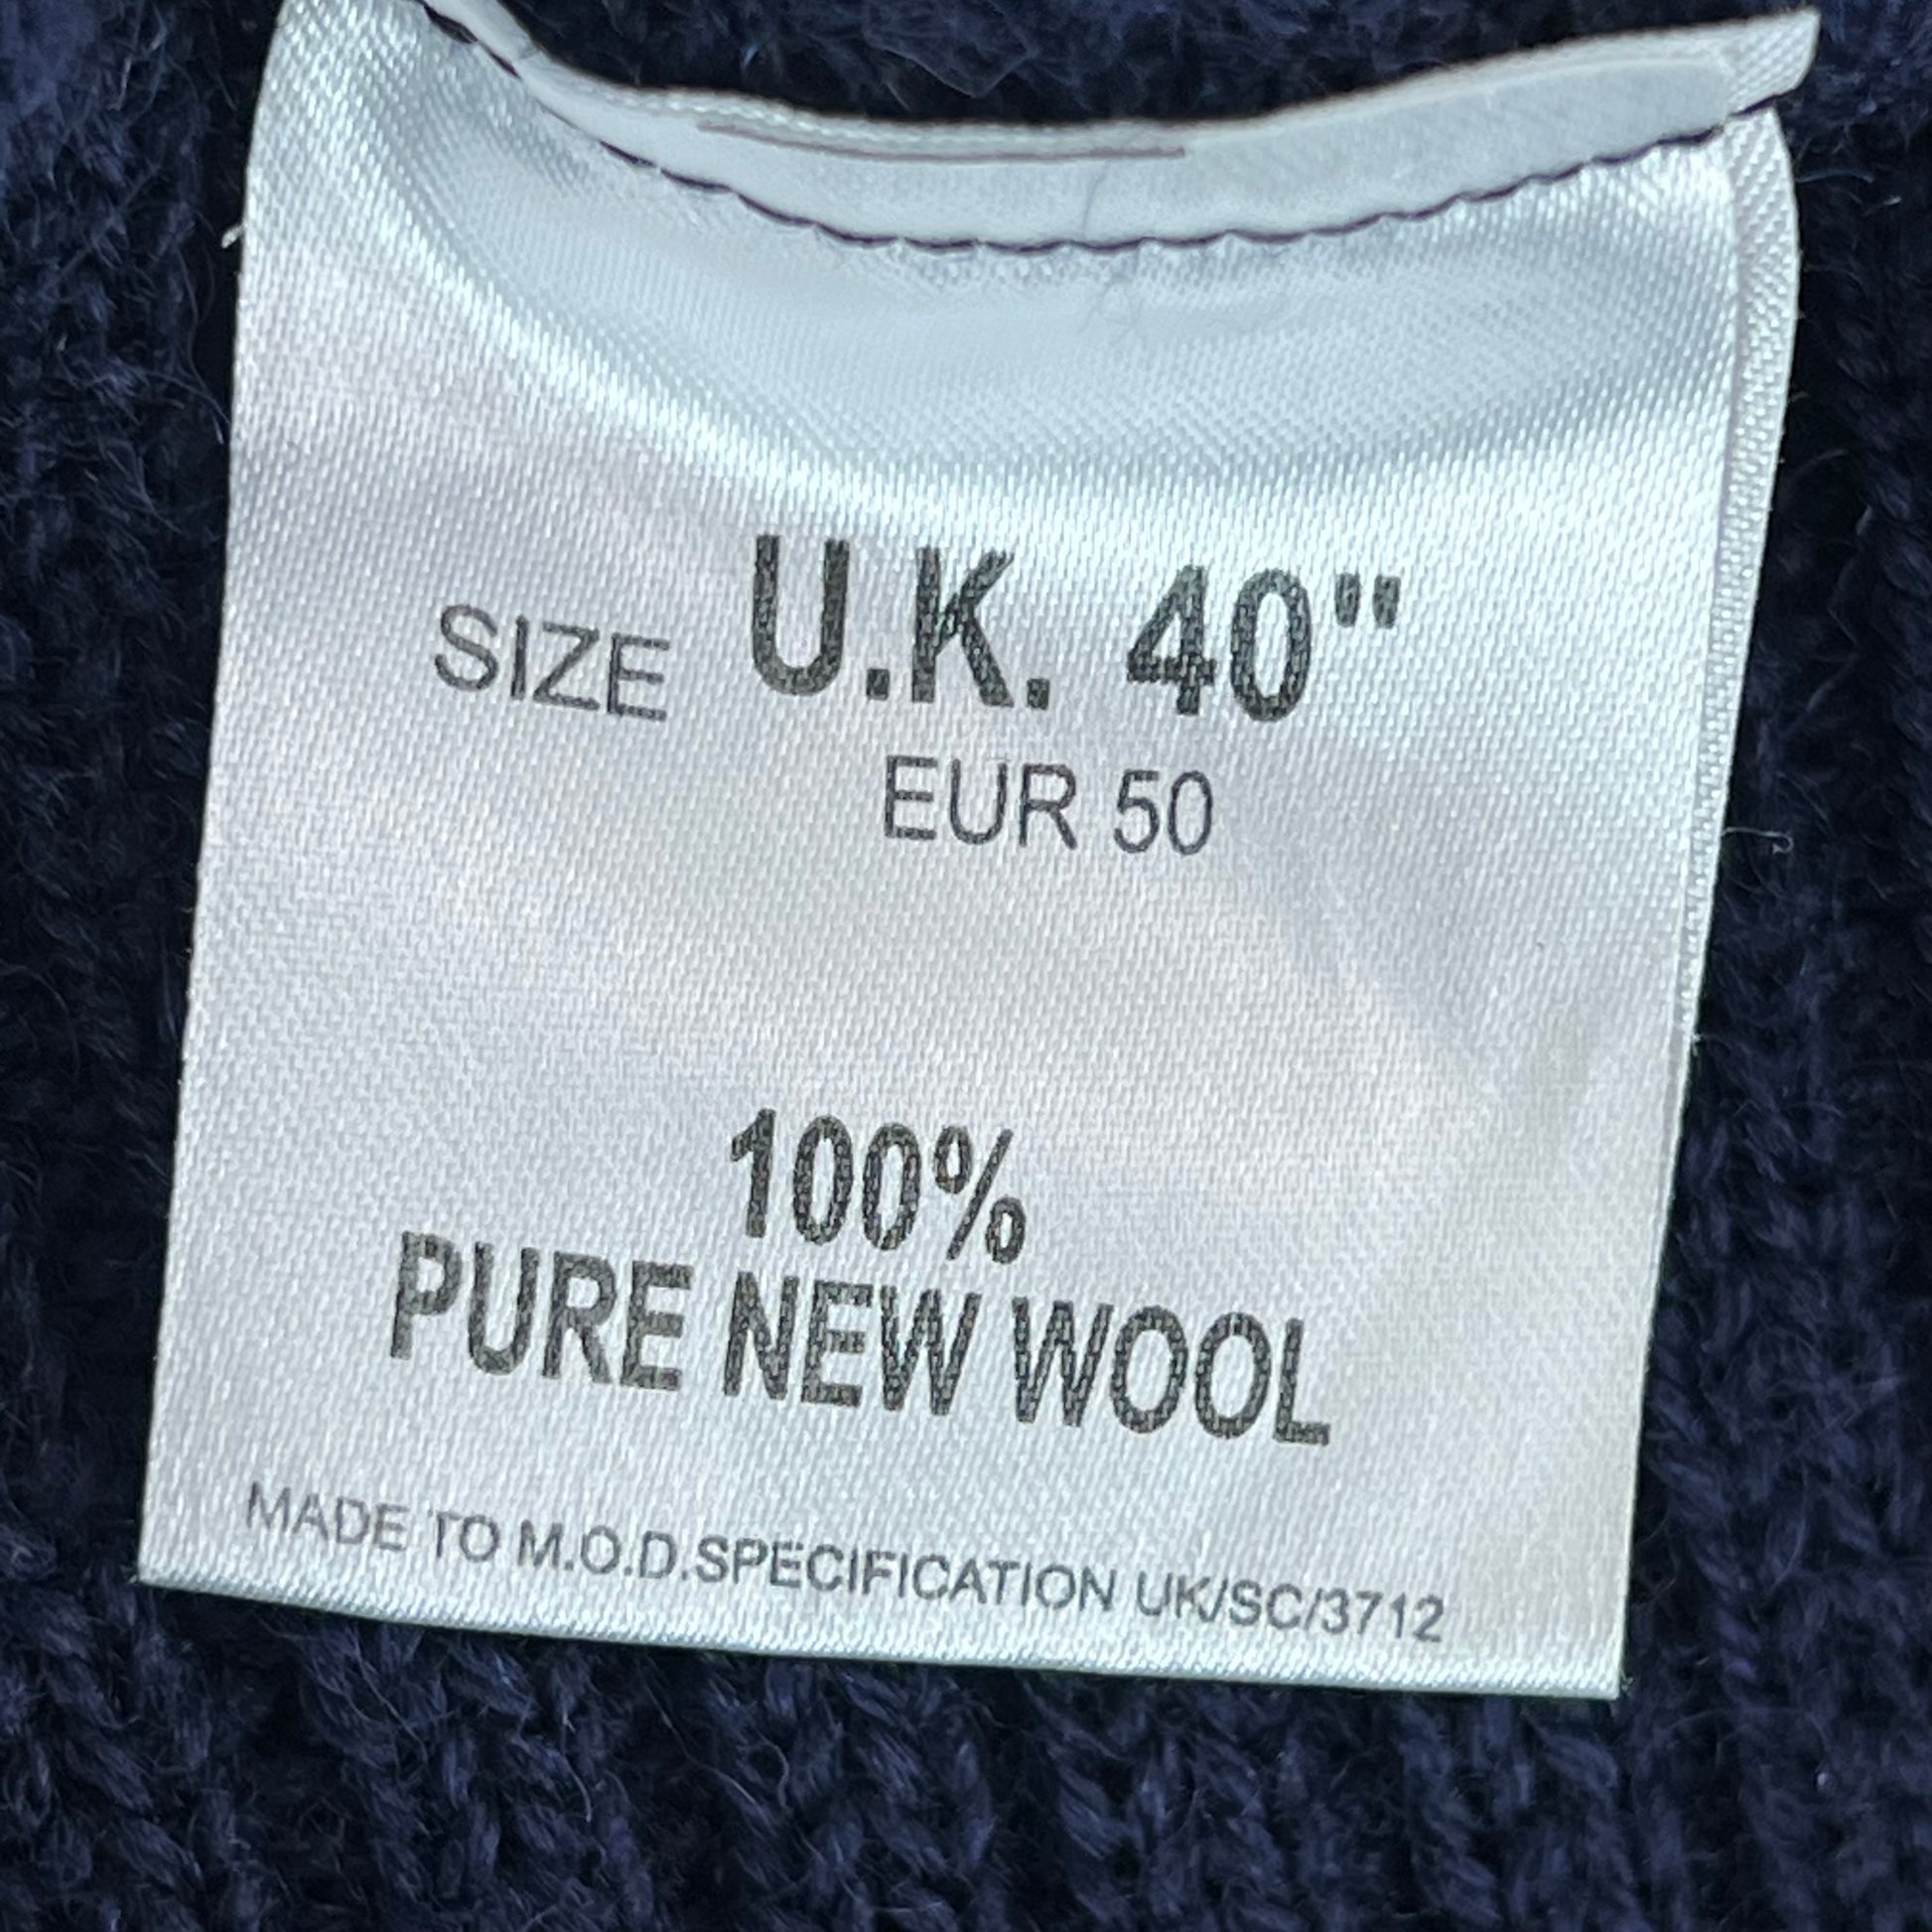 SIZE U.K. 40"
EUR 50
100%
PURE NEW WOOL
MADE TO M.O.D.SPECIFICATION UK/SC/3712